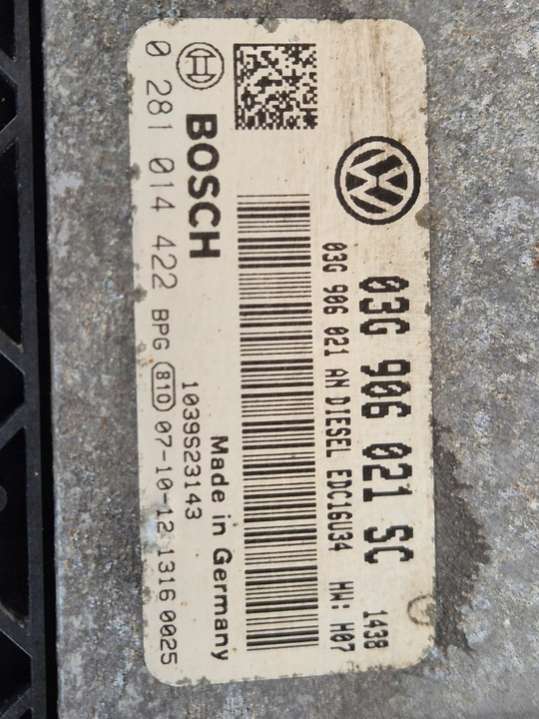 03G 906 021 SC 1438
03G 906 021 AN DIESEL EDC16U34 HW: H07
BOSCH Made in Germany
1039S23143
0 281 014 422 BPG 810 07-10-12 1316 0025